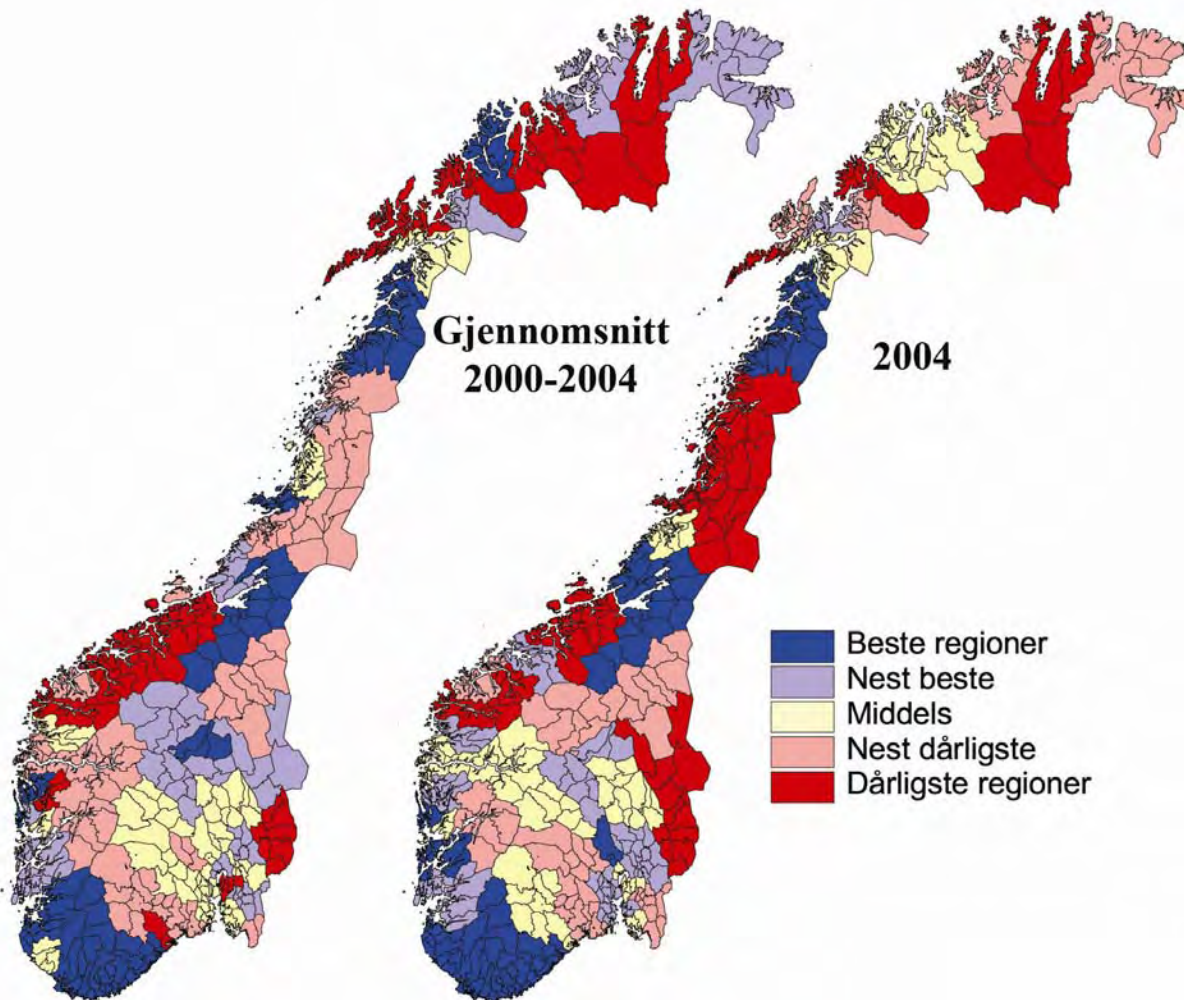 Gjennomsnitt
2000-2004
2004
Beste regioner
Nest beste
Middels
Nest dårligste
Dårligste regioner